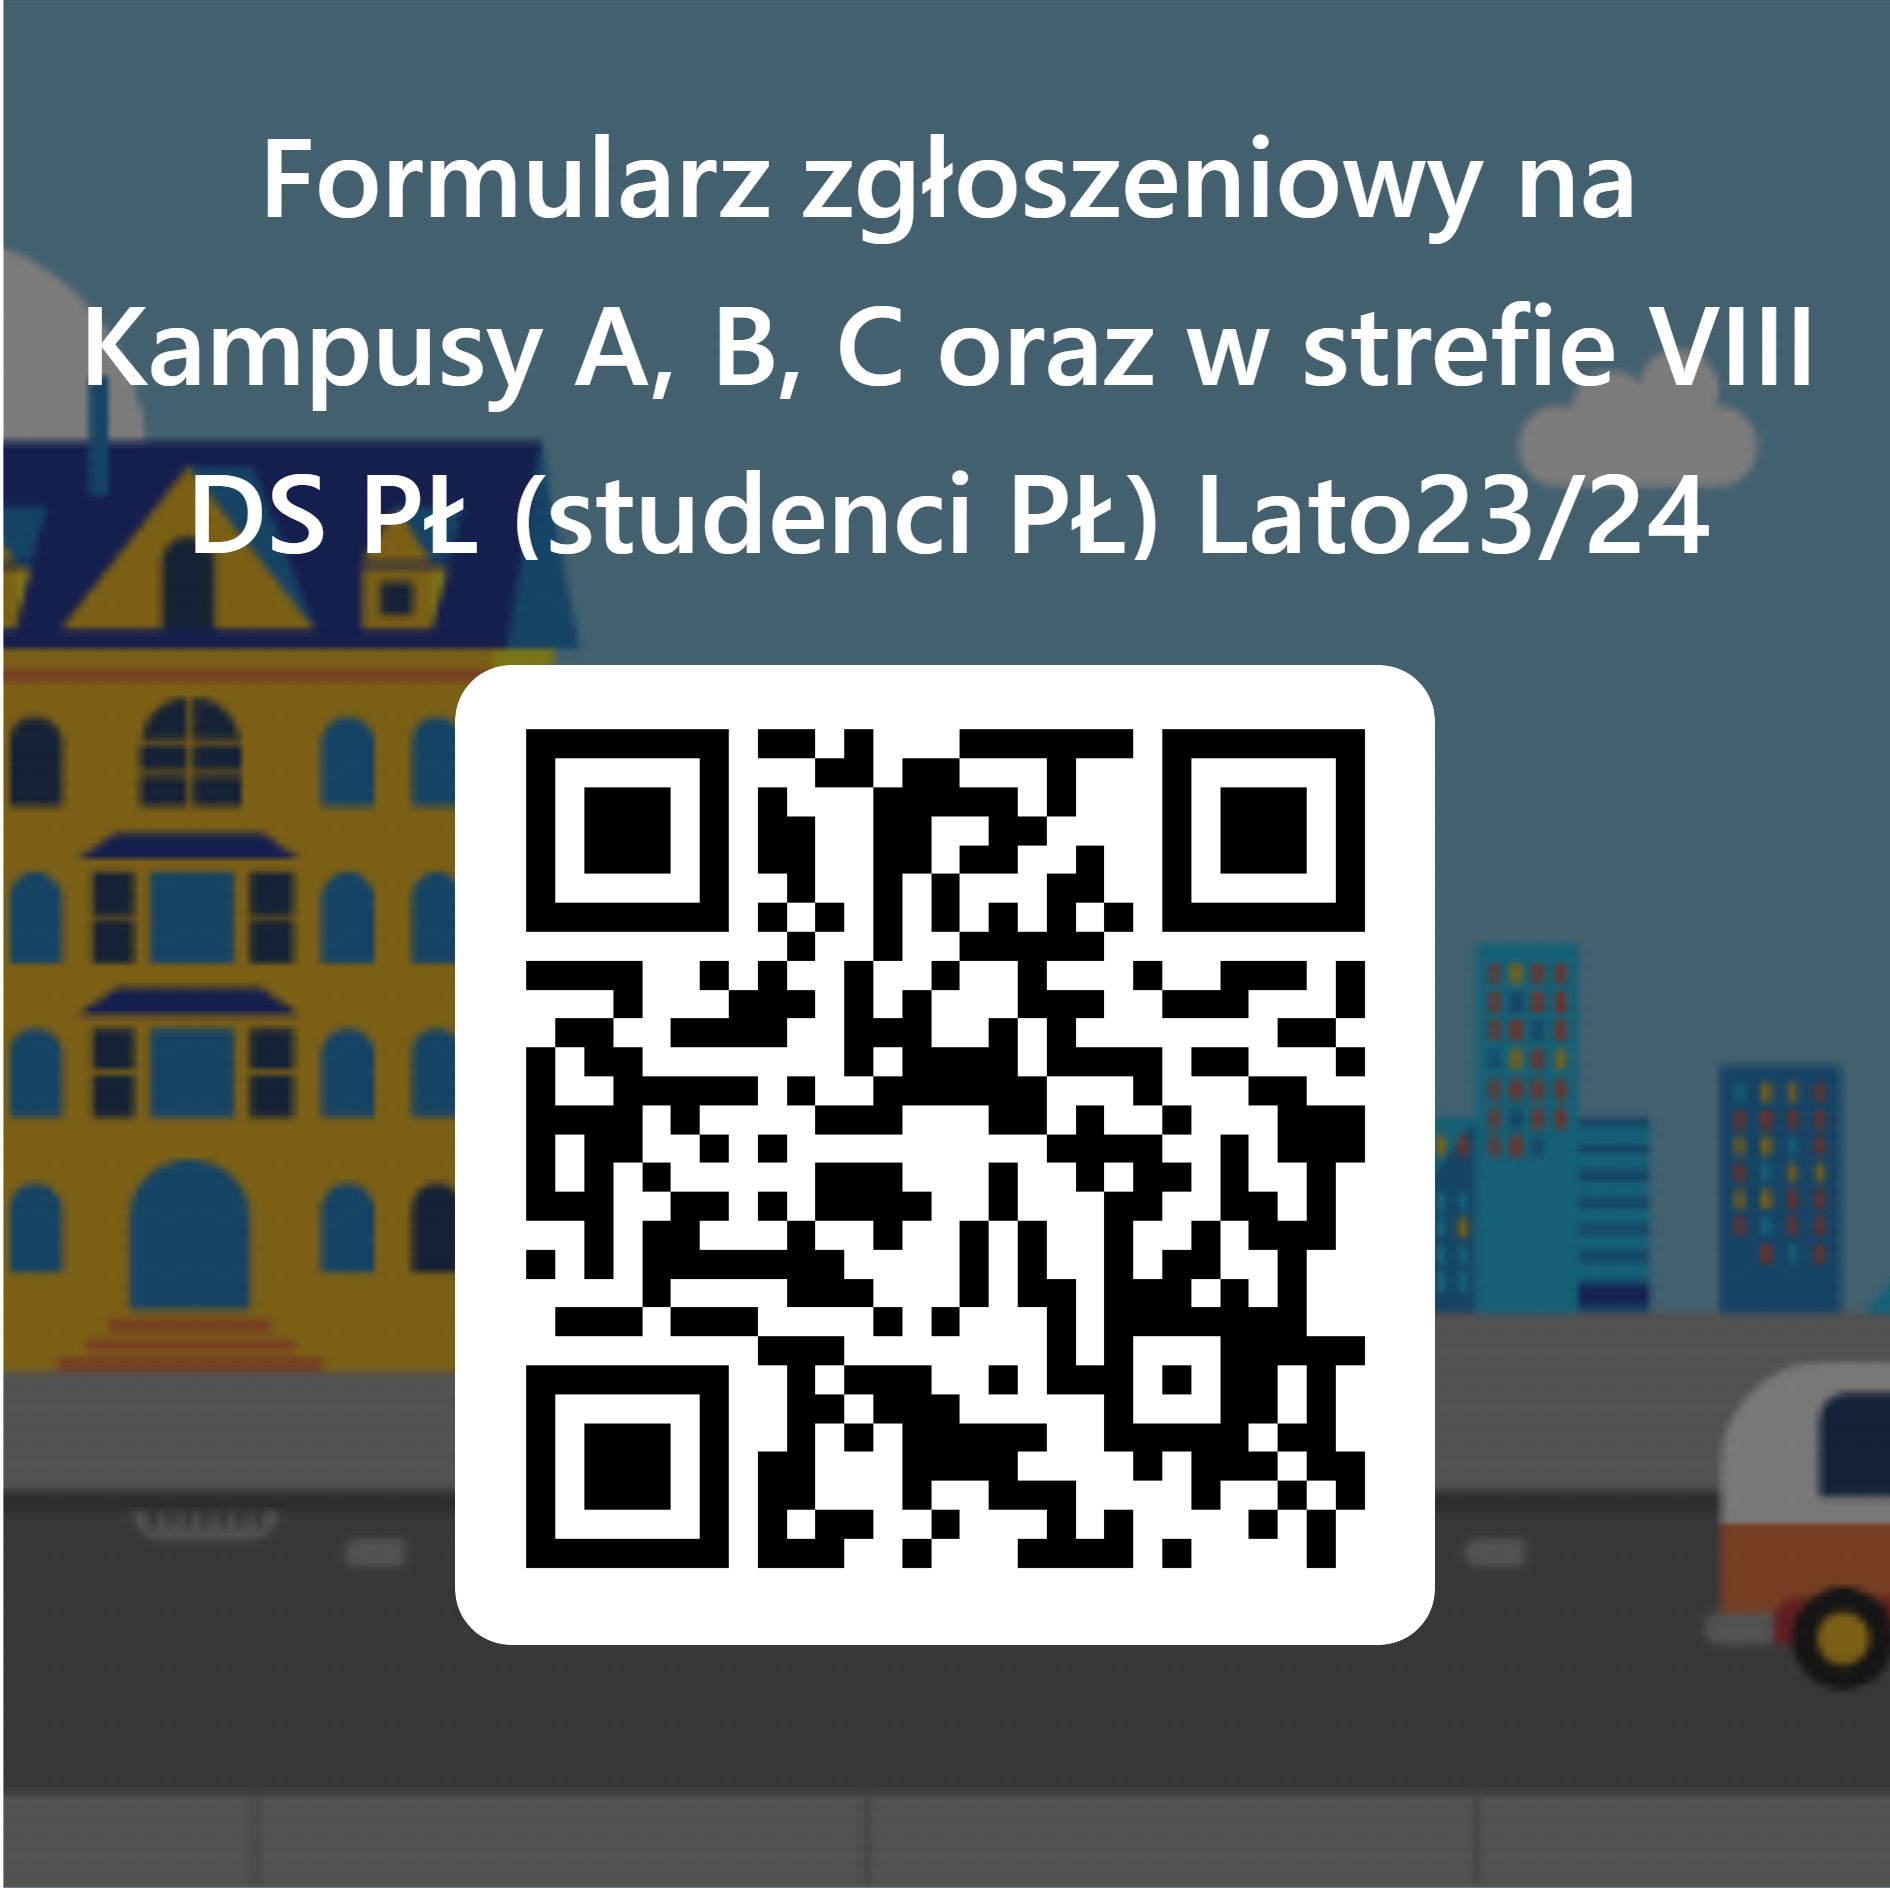 Formularz zgłoszeniowy na
Kampusy A, B, C oraz w strefie VIII
DS PŁ (studenci PŁ) Lato23/24